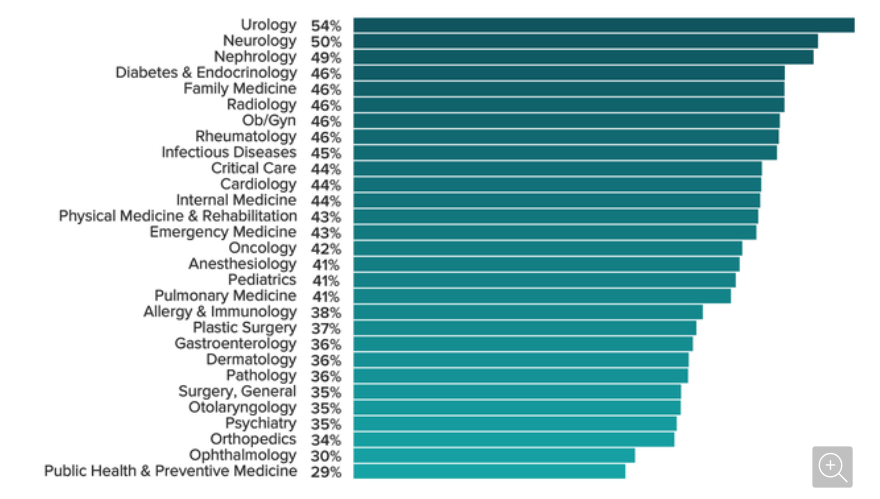 Urology 54%
Neurology 50%
Nephrology 49%
Diabetes & Endocrinology 46%
Family Medicine 46%
Radiology 46%
Ob/Gyn 46%
Rheumatology 46%
Infectious Diseases 45%
Critical Care 44%
Cardiology 44%
Internal Medicine 44%
Physical Medicine & Rehabilitation 43%
Emergency Medicine 43%
Oncology 42%
Anesthesiology 41%
Pediatrics 41%
Pulmonary Medicine 41%
Allergy & Immunology 38%
Plastic Surgery 37%
Gastroenterology 36%
Dermatology 36%
Pathology 36%
Surgery, General 35%
Otolaryngology 35%
Psychiatry 35%
Orthopedics 34%
Ophthalmology 30%
Public Health & Preventive Medicine 29%